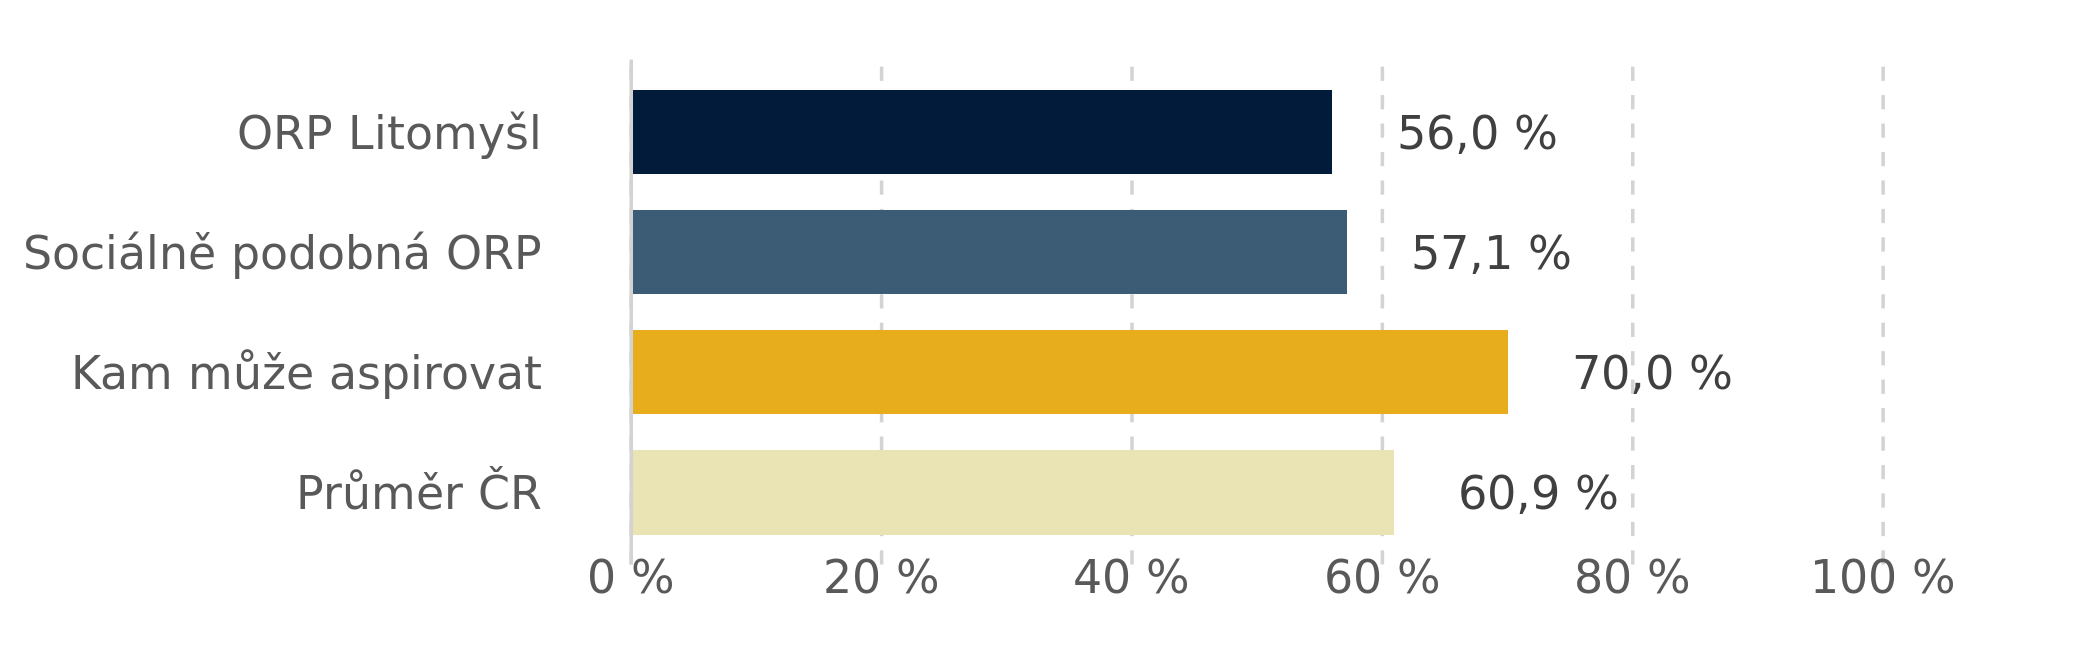 ORP Litomyšl 56,0 %
Sociálně podobná ORP 57,1 %
Kam může aspirovat 70,0 %
Průměr ČR 60,9 %
0 % 20 % 40 % 60 % 80 % 100 %